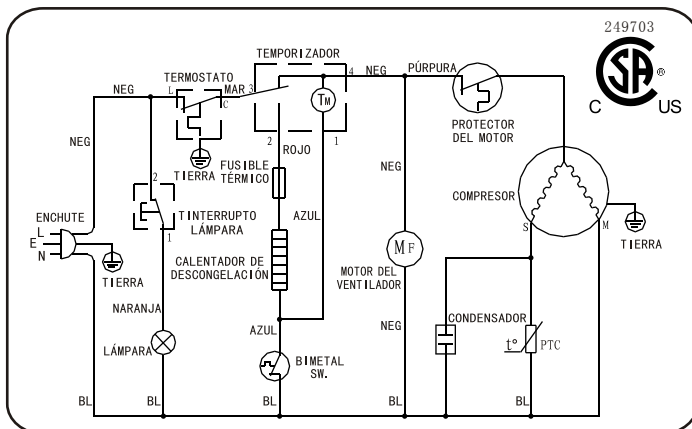 249703
TEMPORIZADOR
4
NEG
PÚRPURA
C
SA
®
US
TERMOSTATO
NEG
L
C
MAR
3
TM
2
1
ROJO
TIERRA
PROTECTOR
DEL MOTOR
NEG
FUSIBLE
TÉRMICO
NEG
2
1
TINTERRUPTO
LÁMPARA
AZUL
COMPRESOR
S
M
TIERRA
ENCHUTE
L
E
N
TIERRA
CALENTADOR DE
DESCONGELACIÓN
MF
MOTOR DEL
VENTILADOR
NARANJA
AZUL
NEG
CONDENSADOR
t°
PTC
LÁMPARA
BIMETAL
SW.
BL
BL
BL
BL
BL